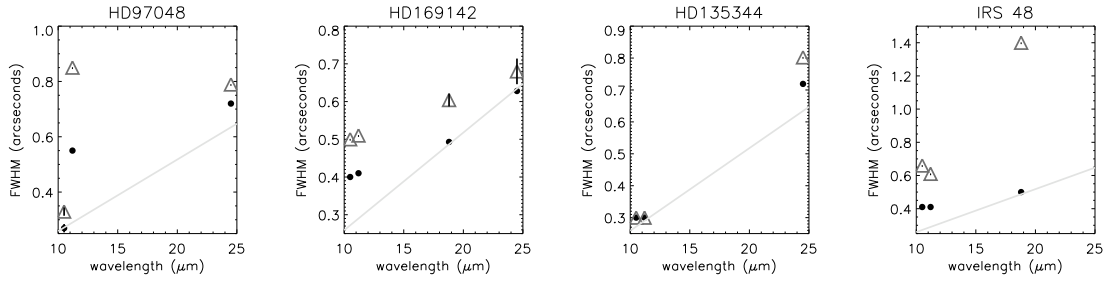 HD97048
1.0
0.8
0.6
0.4
FWHM (arcseconds)
10 15 20 25
wavelength (μm)
HD169142
0.8
0.7
0.6
0.5
0.4
0.3
FWHM (arcseconds)
10 15 20 25
wavelength (μm)
HD135344
0.9
0.8
0.7
0.6
0.5
0.4
0.3
FWHM (arcseconds)
10 15 20 25
wavelength (μm)
IRS 48
1.4
1.2
1.0
0.8
0.6
0.4
FWHM (arcseconds)
10 15 20 25
wavelength (μm)